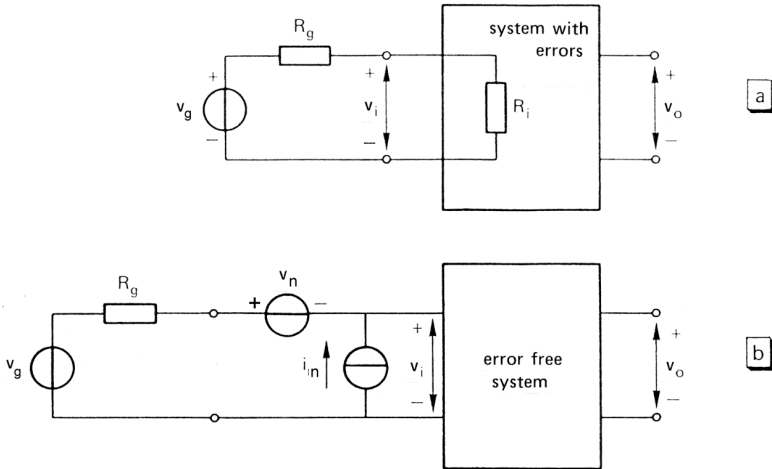 system with
errors
R_g
+
+
+
v_g
v_i
R_i
v_o
−
−
−
a
v_n
R_g
+ −
+
+
v_g
i_n
v_i
error free
system
v_o
−
−
b